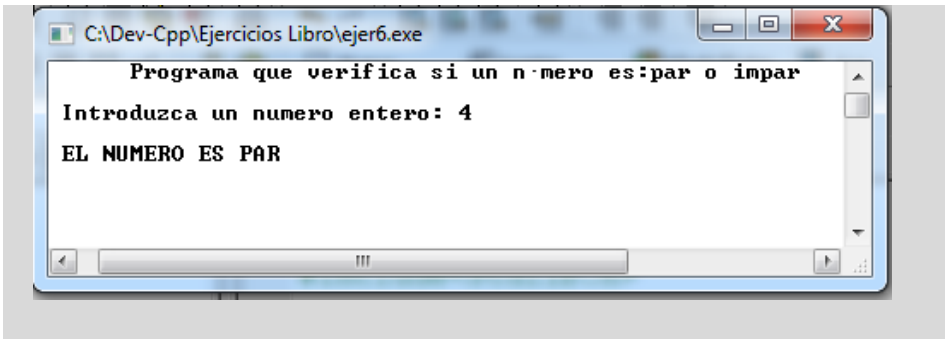 C:\Dev-Cpp\Ejercicios Libro\ejer6.exe
Programa que verifica si un n·mero es:par o impar
Introduzca un numero entero: 4
EL NUMERO ES PAR